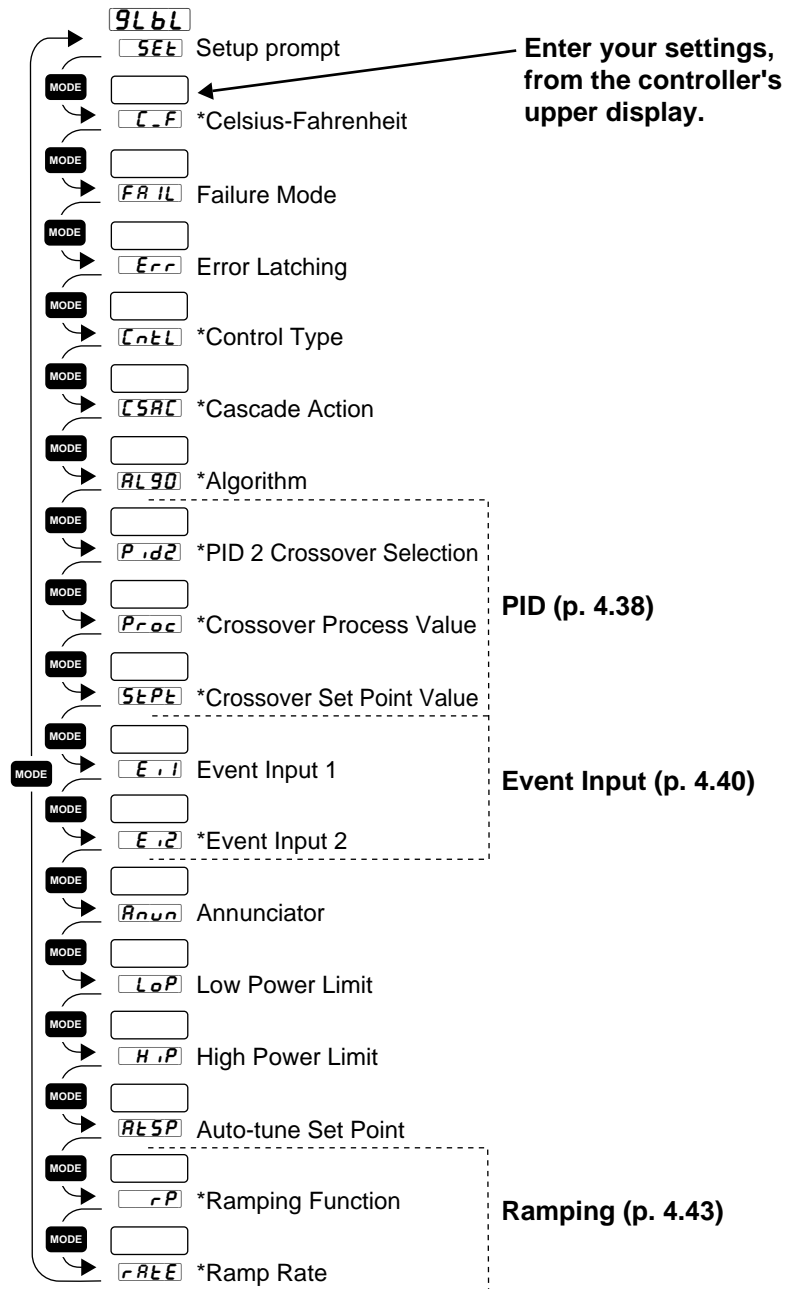 gLbL
SEt Setup prompt
Enter your settings,
from the controller's
upper display.
MODE
C_F *Celsius-Fahrenheit
MODE
FAIL Failure Mode
MODE
Err Error Latching
MODE
CntL *Control Type
MODE
CSAC *Cascade Action
MODE
ALgO *Algorithm
MODE
Pid2 *PID 2 Crossover Selection
MODE
PID (p. 4.38)
Proc *Crossover Process Value
MODE
StPt *Crossover Set Point Value
MODE
Ei1 Event Input 1
MODE
Event Input (p. 4.40)
MODE
Ei2 *Event Input 2
MODE
Anun Annunciator
MODE
LoP Low Power Limit
MODE
HiP High Power Limit
MODE
AtSP Auto-tune Set Point
MODE
rP *Ramping Function
Ramping (p. 4.43)
MODE
rAtE *Ramp Rate